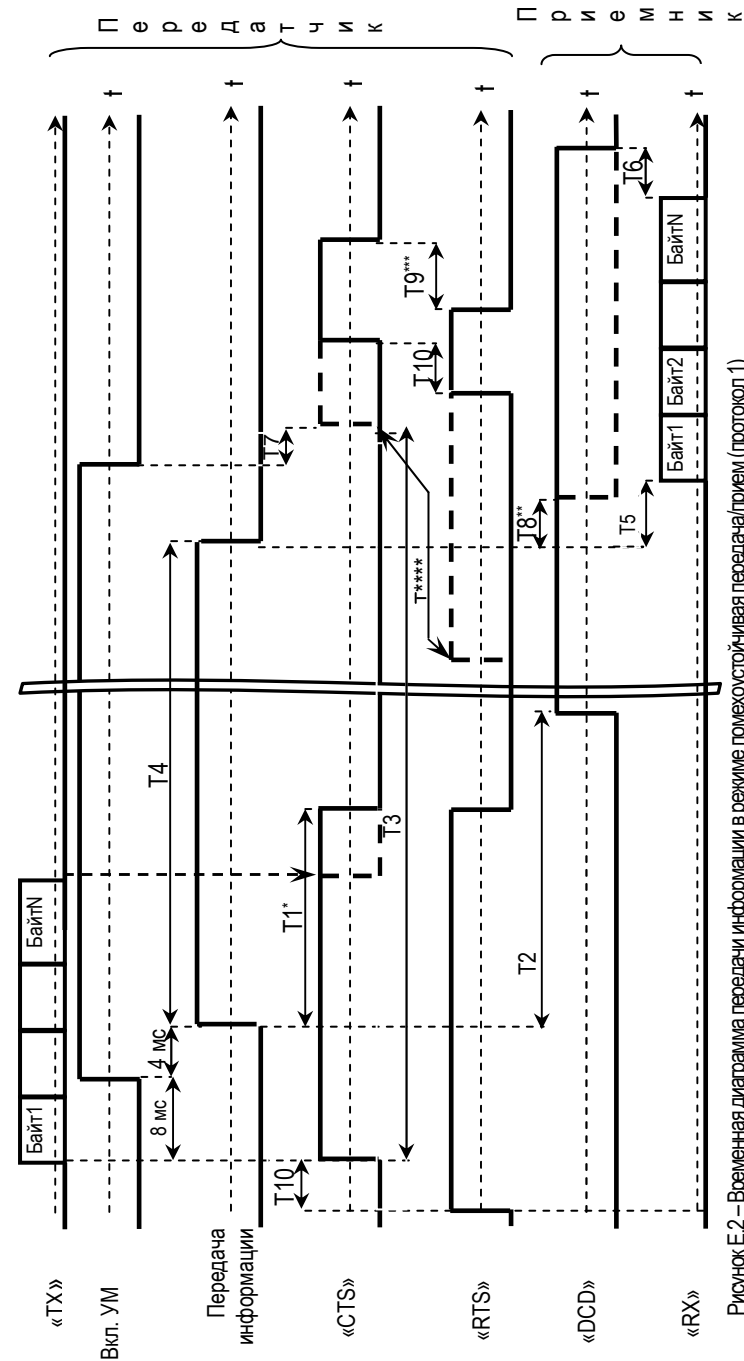 «TX»
Байт1
БайтN
t
Вкл. УМ
8 мс
4 мс
t
Передача
информации
T4
T7
t
«CTS»
T10
T1*
T3
T****
T9***
t
«RTS»
T10
t
Передатчик
«DCD»
T2
T8**
T5
T6
t
«RX»
Байт1
Байт2
БайтN
t
Приемник
Рисунок Е.2 – Временная диаграмма передачи информации в режиме помехоустойчивая передача/прием (протокол 1)